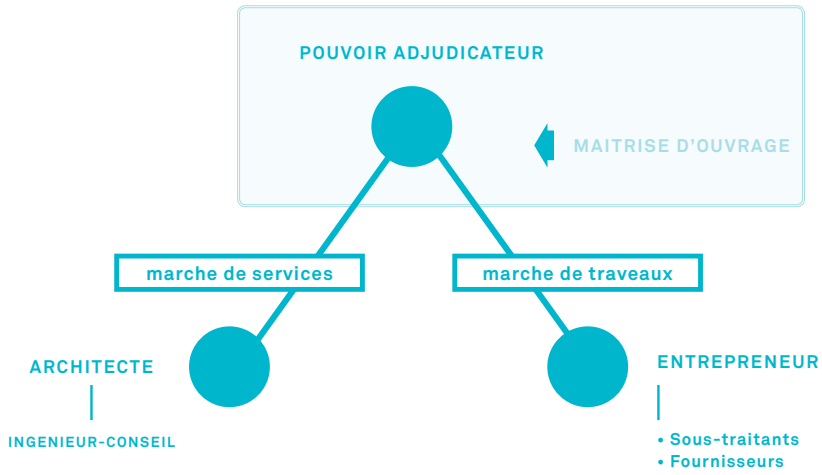 POUVOIR ADJUDICATEUR
MAITRISE D'OUVRAGE
marche de services
marche de traveaux
ARCHITECTE
ENTREPRENEUR
INGENIEUR-CONSEIL
• Sous-traitants
• Fournisseurs